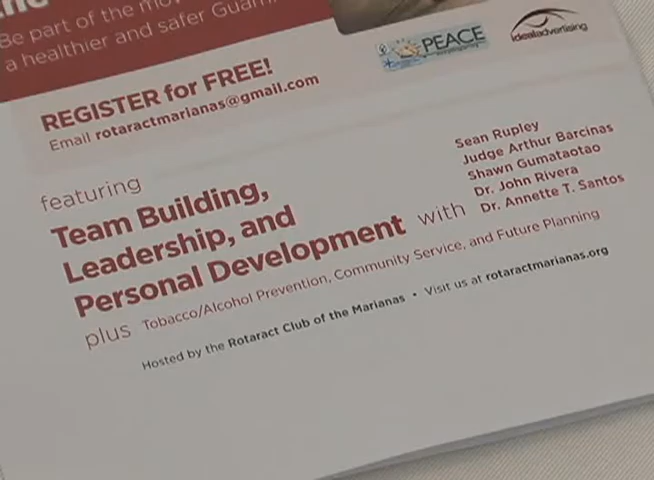 Be part of the mov
a healthier and safer Guam.
REGISTER for FREE!
Email rotaractmarianas@gmail.com
PEACE
idealadvertising
featuring
Team Building,
Leadership, and
Personal Development with
Sean Rupley
Judge Arthur Barcinas
Shawn Gumataotao
Dr. John Rivera
Dr. Annette T. Santos
plus Tobacco/Alcohol Prevention, Community Service, and Future Planning
Hosted by the Rotaract Club of the Marianas • Visit us at rotaractmarianas.org